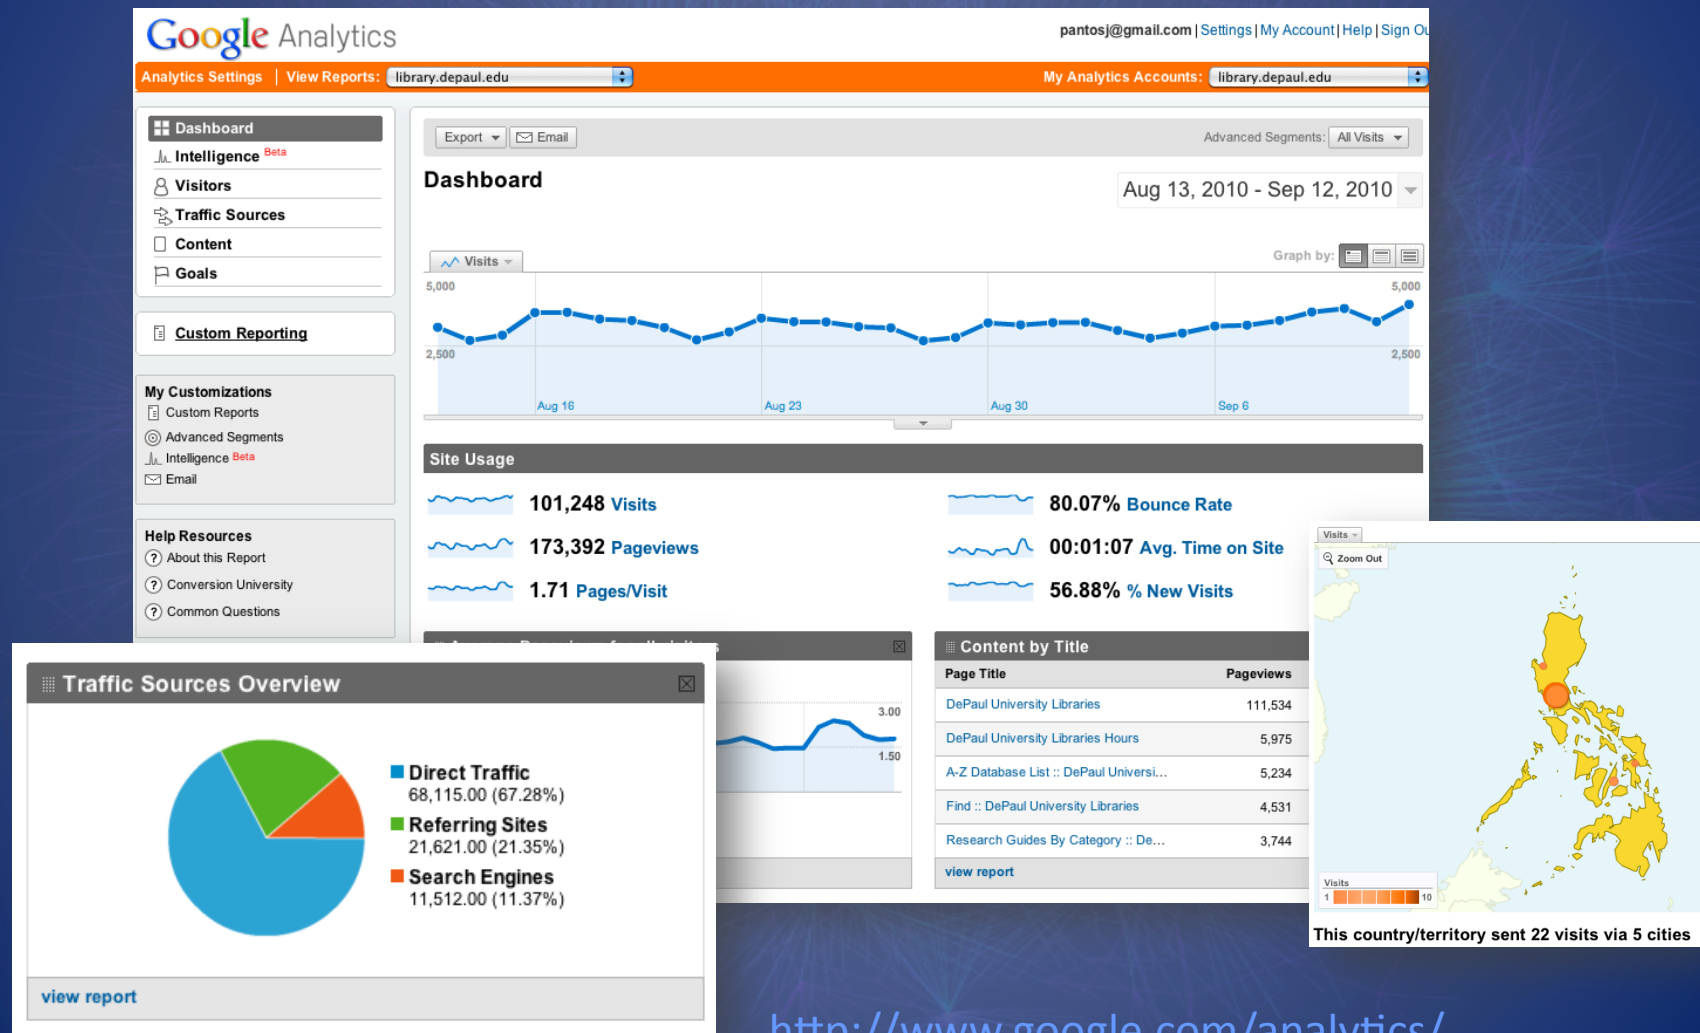 Google Analytics
pantosj@gmail.com | Settings | My Account | Help | Sign
Analytics Settings | View Reports: library.depaul.edu
My Analytics Accounts: library.depaul.edu
Dashboard
Intelligence Beta
Visitors
Traffic Sources
Content
Goals
Custom Reporting
My Customizations
Custom Reports
Advanced Segments
Intelligence Beta
Email
Help Resources
? About this Report
? Conversion University
? Common Questions
Export Email
Advanced Segments: All Visits
Dashboard
Aug 13, 2010 - Sep 12, 2010
Visits
Graph by:
5,000 5,000
2,500 2,500
Aug 16 Aug 23 Aug 30 Sep 6
Site Usage
101,248 Visits
173,392 Pageviews
1.71 Pages/Visit
80.07% Bounce Rate
00:01:07 Avg. Time on Site
56.88% % New Visits
3.00
1.50
Content by Title
Page Title Pageviews
DePaul University Libraries 111,534
DePaul University Libraries Hours 5,975
A-Z Database List :: DePaul Universi... 5,234
Find :: DePaul University Libraries 4,531
Research Guides By Category :: De... 3,744
view report
Traffic Sources Overview
Direct Traffic
68,115.00 (67.28%)
Referring Sites
21,621.00 (21.35%)
Search Engines
11,512.00 (11.37%)
view report
Visits
Zoom Out
Visits
1 10
This country/territory sent 22 visits via 5 cities
http://www.google.com/analytics/